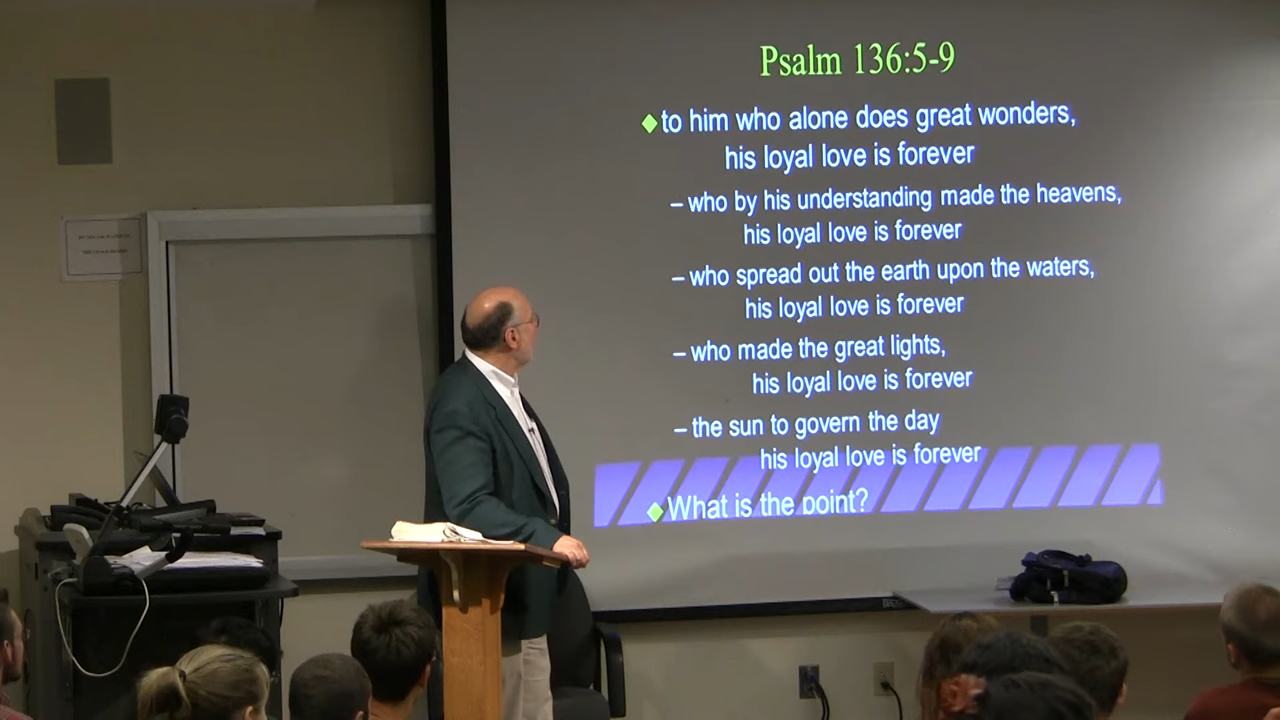 Psalm 136:5-9
to him who alone does great wonders,
his loyal love is forever
– who by his understanding made the heavens,
his loyal love is forever
– who spread out the earth upon the waters,
his loyal love is forever
– who made the great lights,
his loyal love is forever
– the sun to govern the day
his loyal love is forever
What is the point?